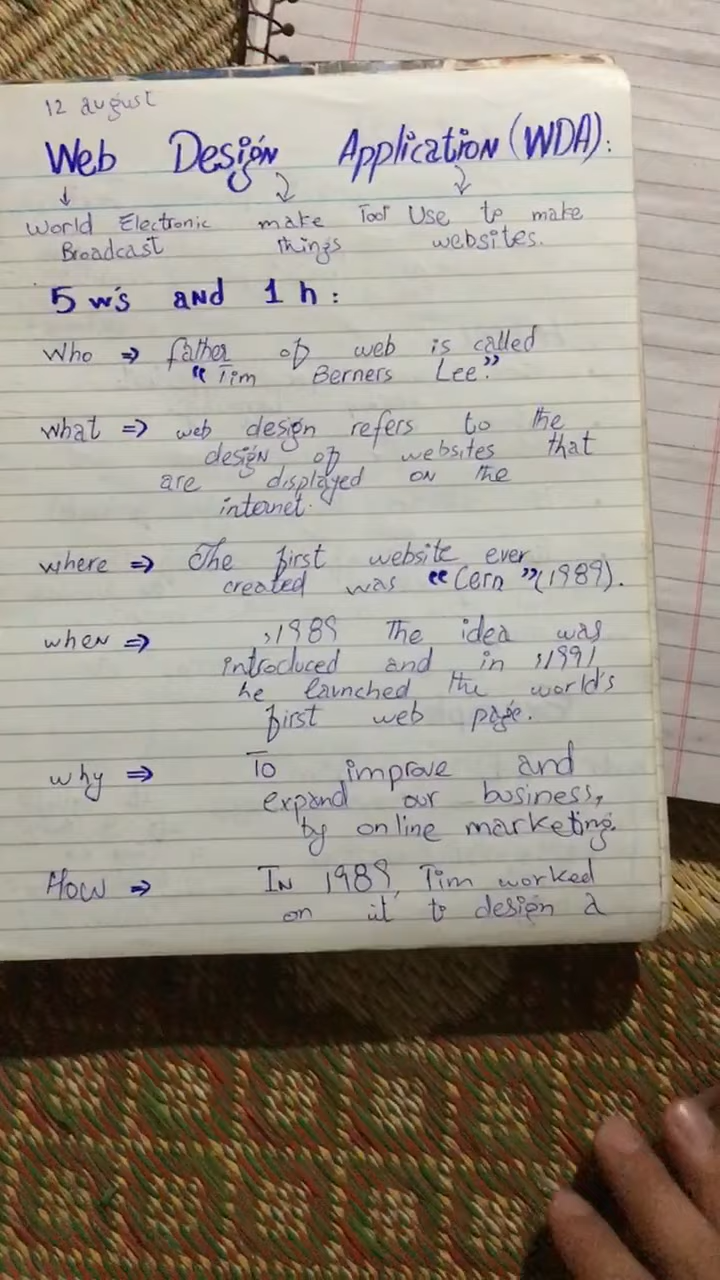 12 august
Web Design Application (WDA):
World Electronic make Tool Use to make
Broadcast things websites.
5 w's and 1 h:
Who ⇒ father of web is called
" Tim Berners Lee."
what ⇒ web design refers to the
design of websites that
are displayed on the
internet.
where ⇒ The first website ever
created was "Cern" (1989).
when ⇒ ,1989 The idea was
introduced and in ,1991
he launched the world's
first web page.
why ⇒ To improve and
expand our business,
by online marketing.
How ⇒ In 1989, Tim worked
on it to design a